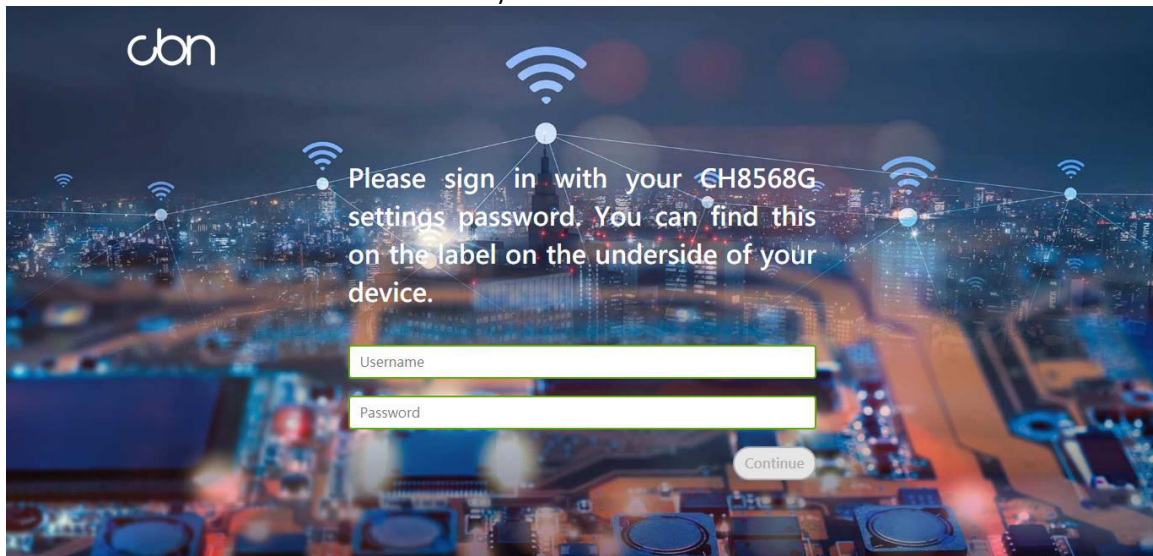 cbn
Please sign in with your CH8568G
settings password. You can find this
on the label on the underside of your
device.
Username
Password
Continue